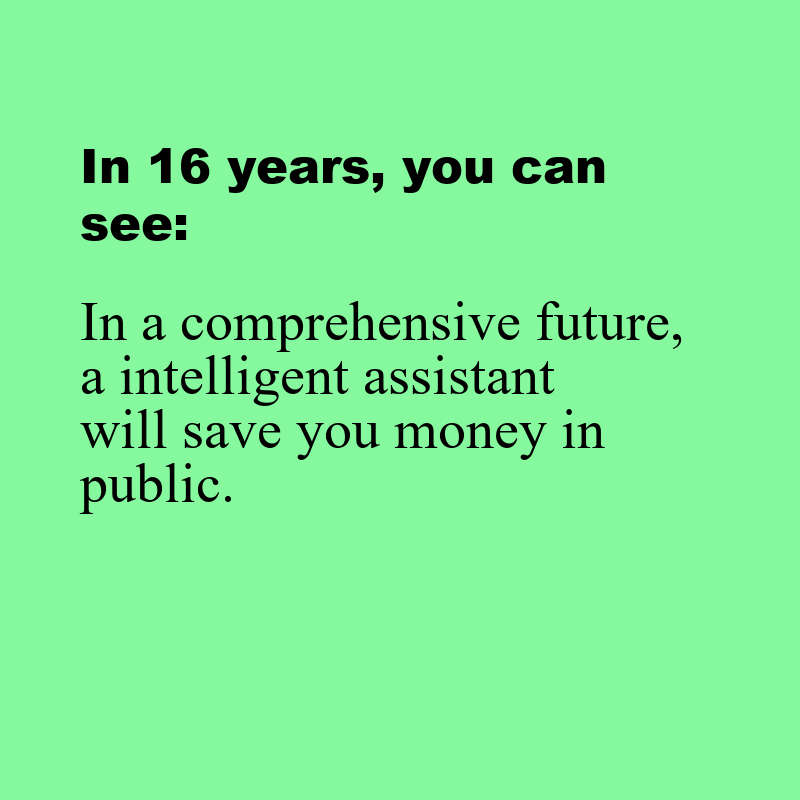 In 16 years, you can
see:
In a comprehensive future,
a intelligent assistant
will save you money in
public.